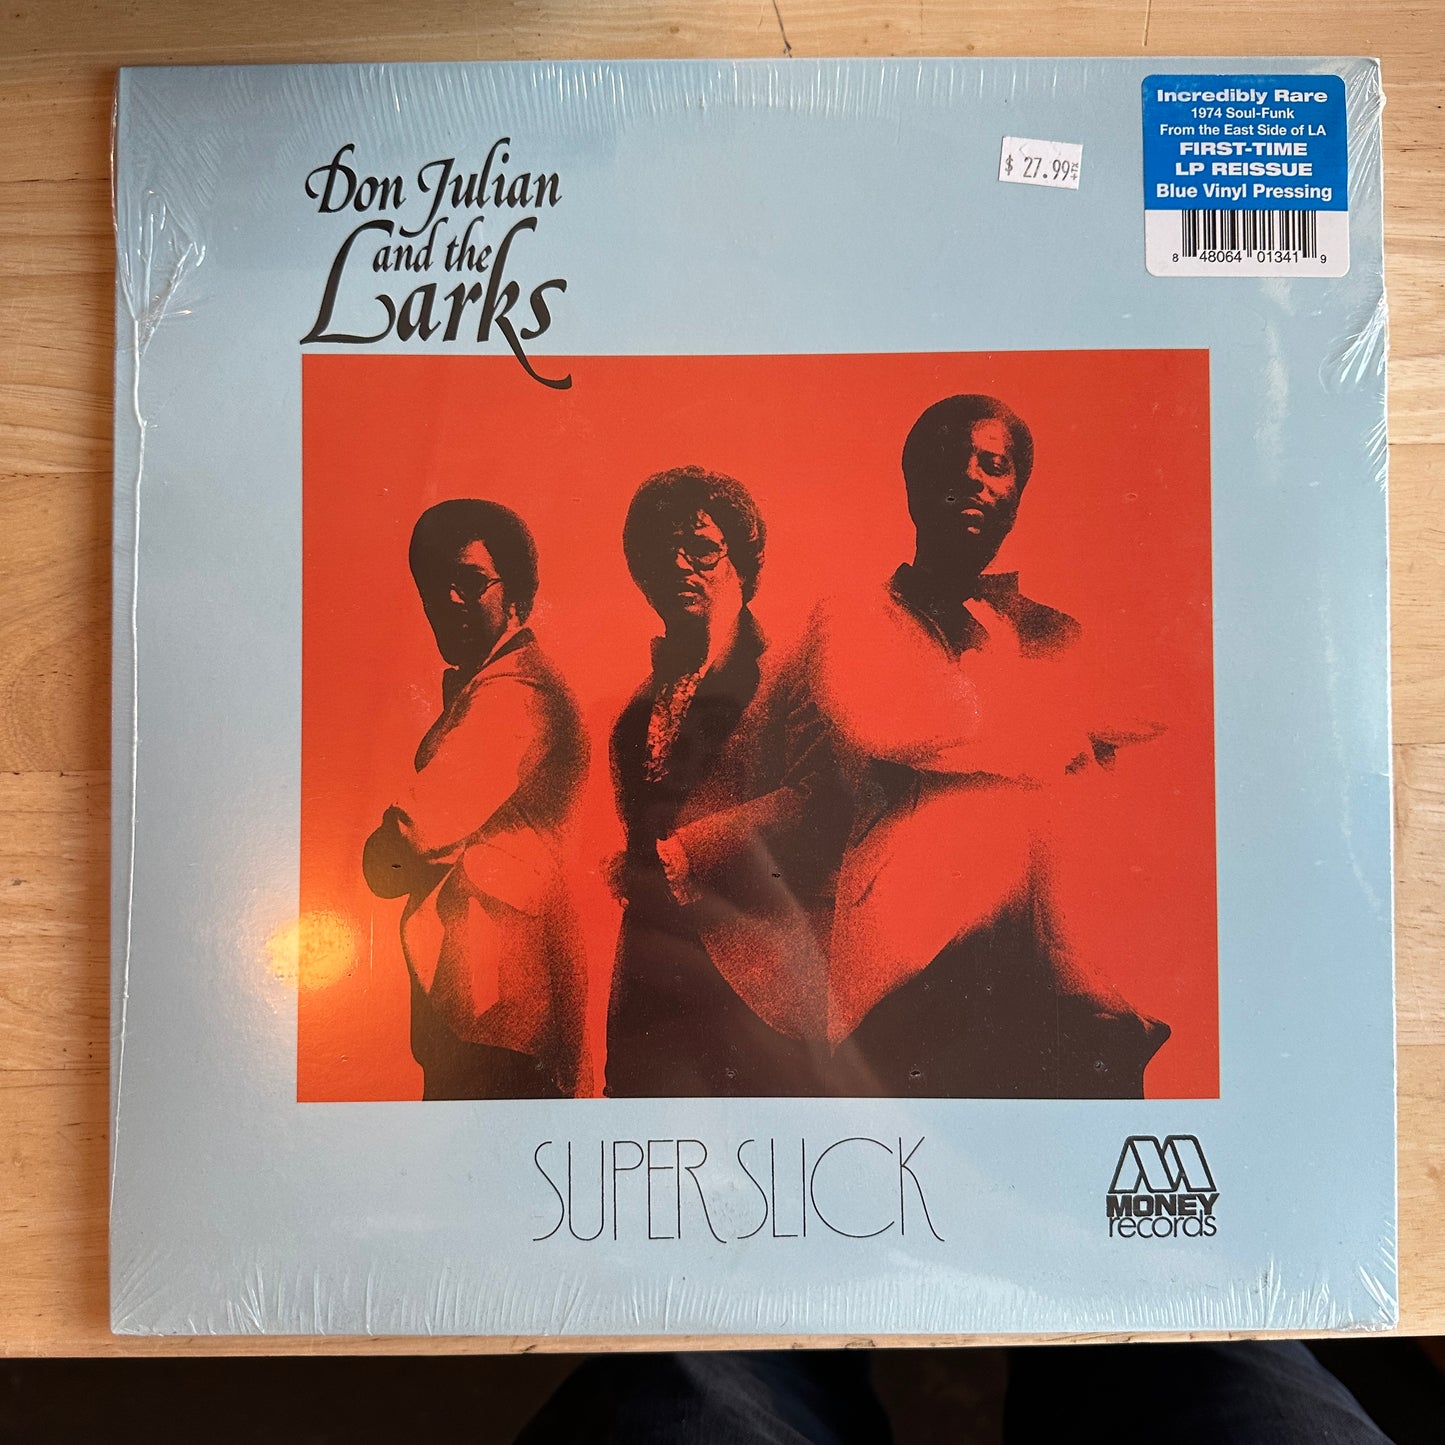 Don Julian
and the
Larks
$ 27.99
Incredibly Rare
1974 Soul-Funk
From the East Side of LA
FIRST-TIME
LP REISSUE
Blue Vinyl Pressing
8 48064 01341 9
SUPER SLICK
MONEY
records